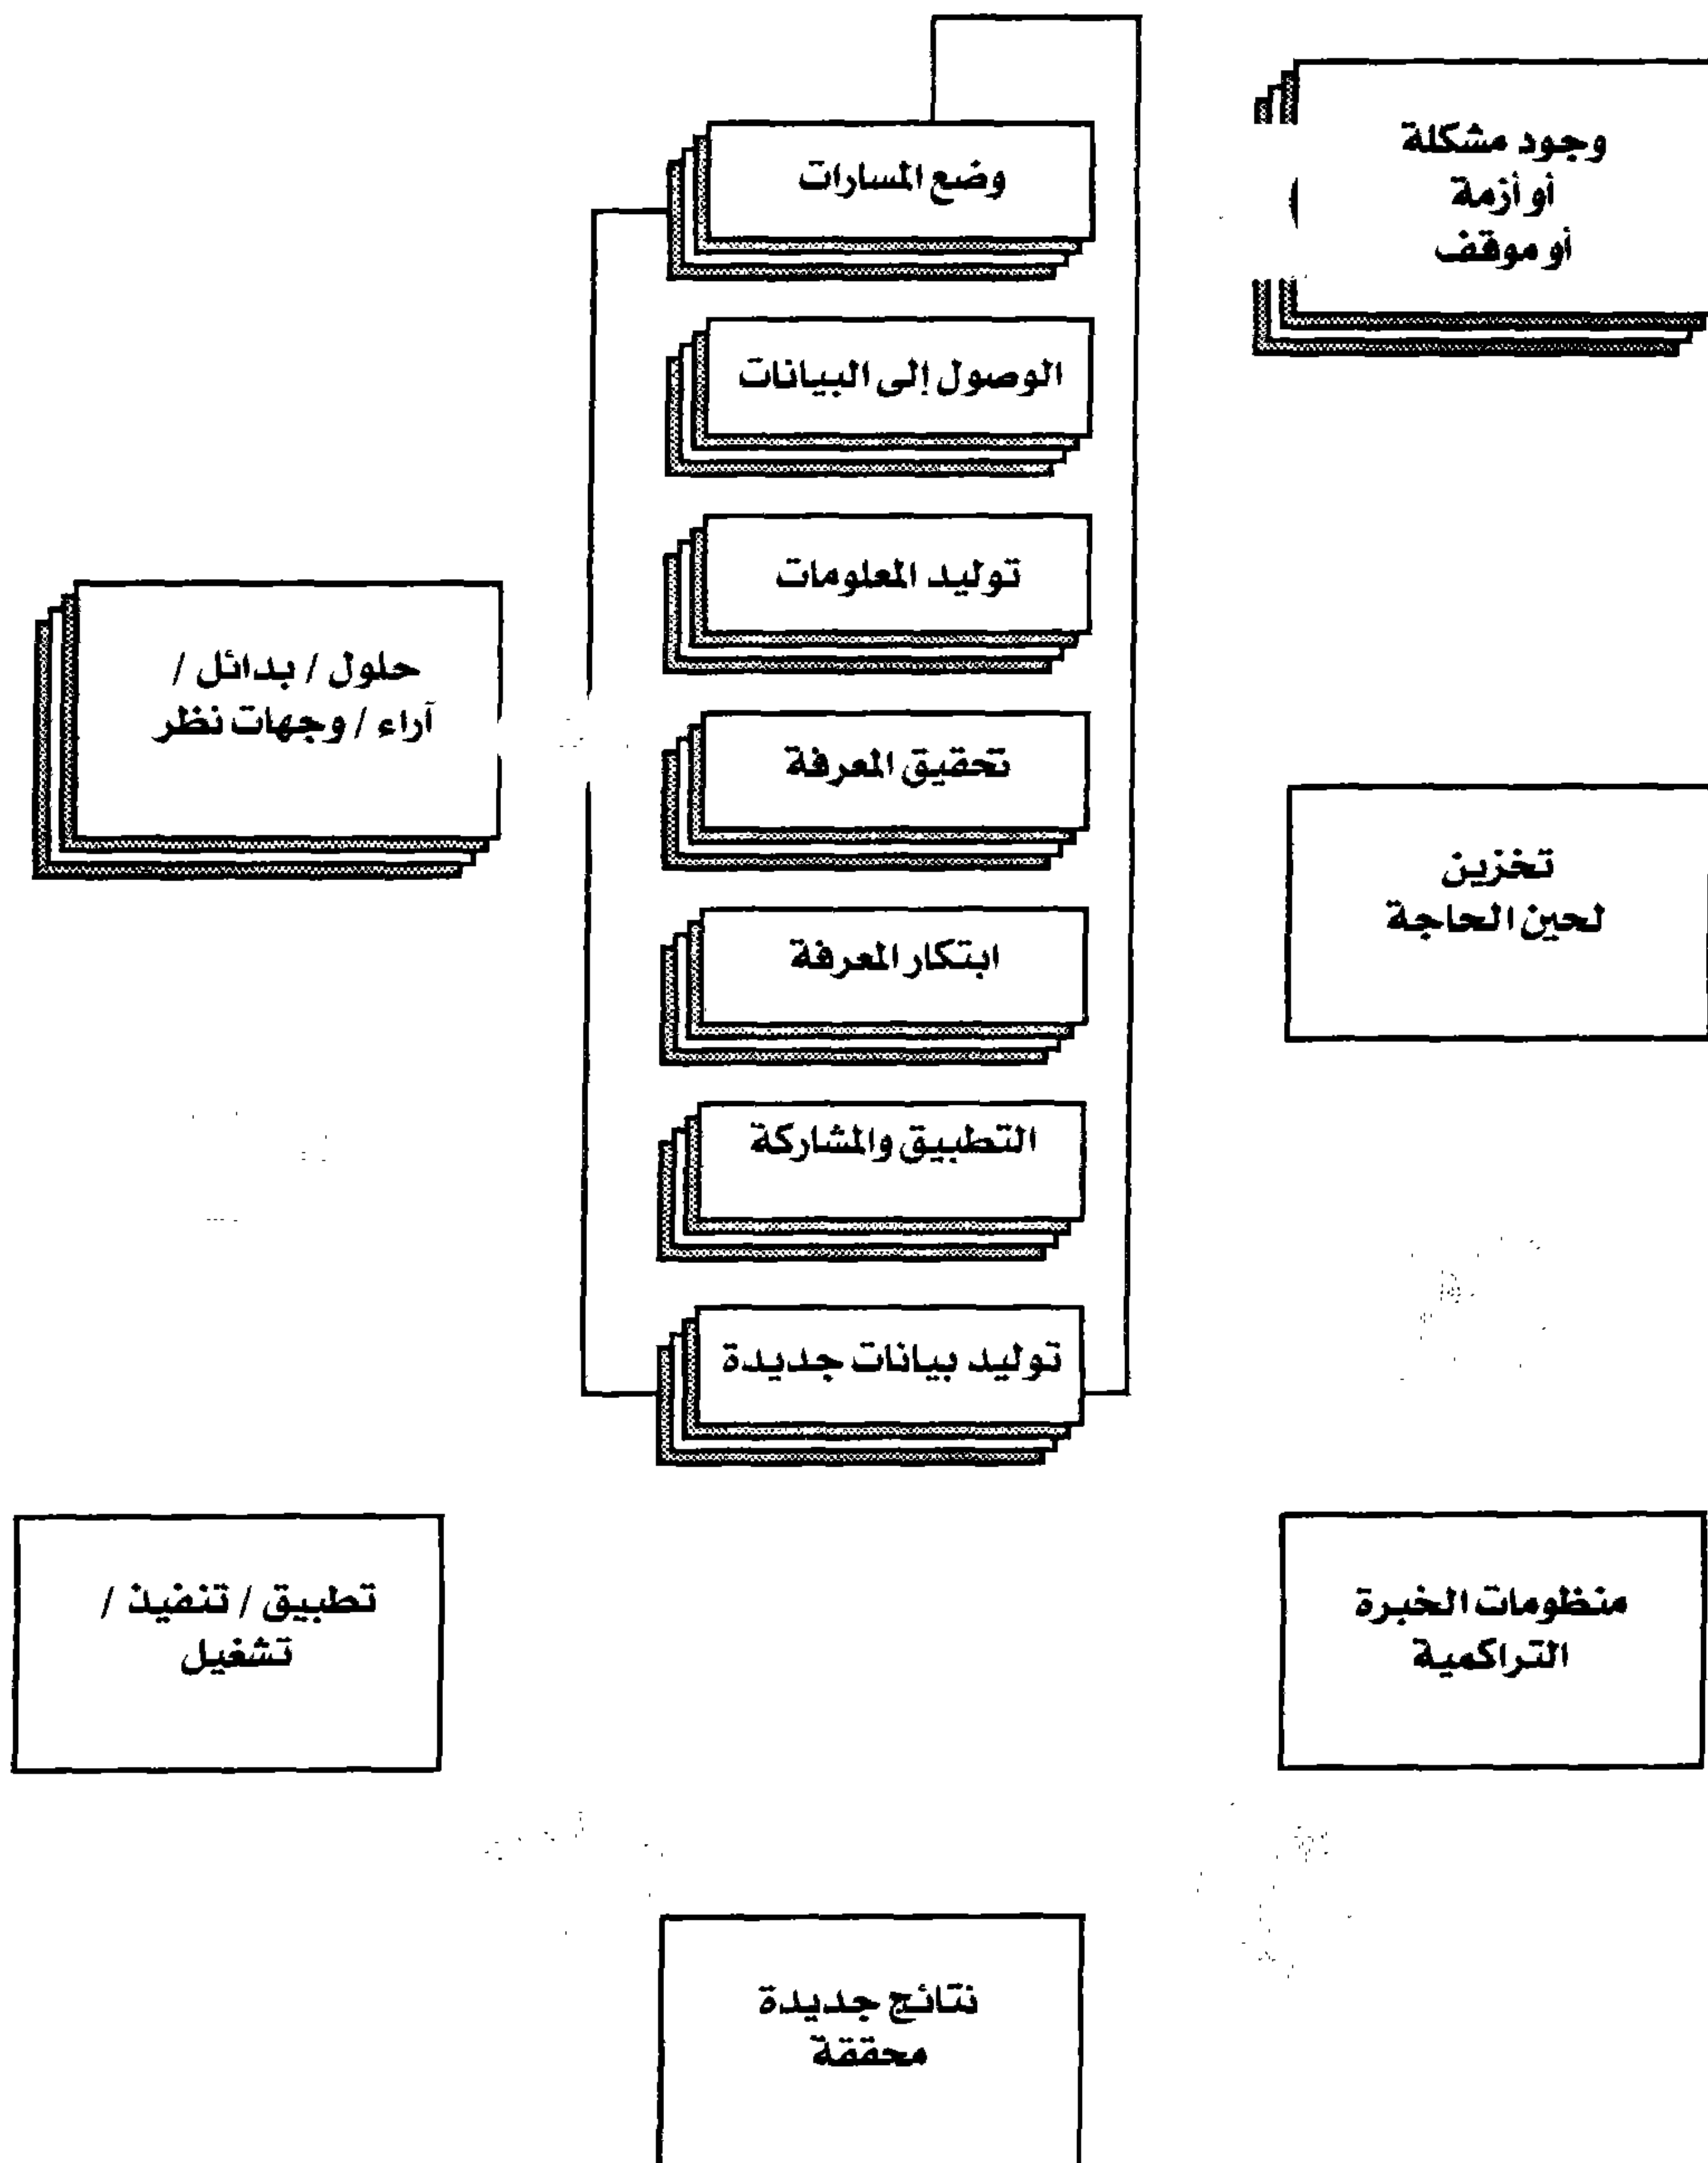 وجود مشكلة
أو أزمة
أو موقف
وضع المسارات
الوصول إلى البيانات
توليد المعلومات
تحقيق المعرفة
ابتكار المعرفة
التطبيق والمشاركة
توليد بيانات جديدة
حلول / بدائل /
آراء / وجهات نظر
تطبيق / تنفيذ /
تشغيل
نتائج جديدة
محققة
منظومات الخبرة
التراكمية
تخزين
لحين الحاجة